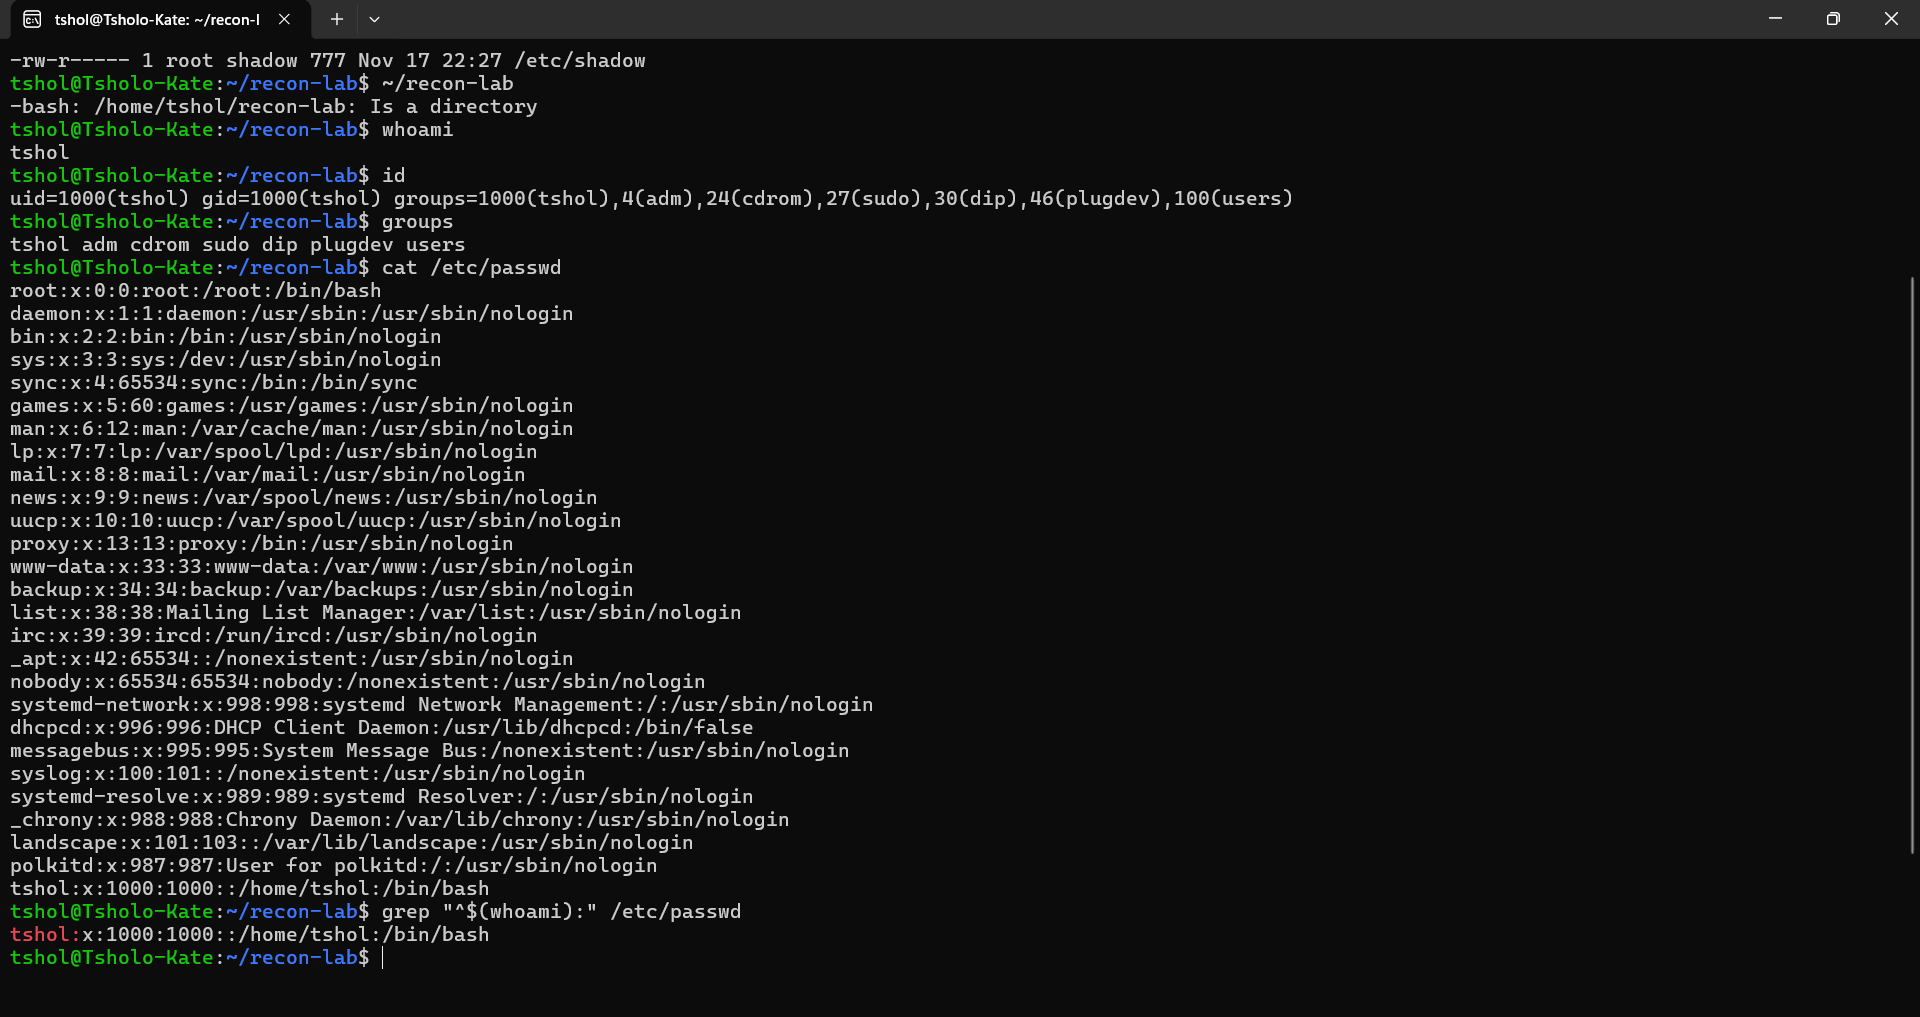 tshol@Tsholo-Kate: ~/recon-l
-rw-r----- 1 root shadow 777 Nov 17 22:27 /etc/shadow
tshol@Tsholo-Kate:~/recon-lab$ ~/recon-lab
-bash: /home/tshol/recon-lab: Is a directory
tshol@Tsholo-Kate:~/recon-lab$ whoami
tshol
tshol@Tsholo-Kate:~/recon-lab$ id
uid=1000(tshol) gid=1000(tshol) groups=1000(tshol),4(adm),24(cdrom),27(sudo),30(dip),46(plugdev),100(users)
tshol@Tsholo-Kate:~/recon-lab$ groups
tshol adm cdrom sudo dip plugdev users
tshol@Tsholo-Kate:~/recon-lab$ cat /etc/passwd
root:x:0:0:root:/root:/bin/bash
daemon:x:1:1:daemon:/usr/sbin:/usr/sbin/nologin
bin:x:2:2:bin:/bin:/usr/sbin/nologin
sys:x:3:3:sys:/dev:/usr/sbin/nologin
sync:x:4:65534:sync:/bin:/bin/sync
games:x:5:60:games:/usr/games:/usr/sbin/nologin
man:x:6:12:man:/var/cache/man:/usr/sbin/nologin
lp:x:7:7:lp:/var/spool/lpd:/usr/sbin/nologin
mail:x:8:8:mail:/var/mail:/usr/sbin/nologin
news:x:9:9:news:/var/spool/news:/usr/sbin/nologin
uucp:x:10:10:uucp:/var/spool/uucp:/usr/sbin/nologin
proxy:x:13:13:proxy:/bin:/usr/sbin/nologin
www-data:x:33:33:www-data:/var/www:/usr/sbin/nologin
backup:x:34:34:backup:/var/backups:/usr/sbin/nologin
list:x:38:38:Mailing List Manager:/var/list:/usr/sbin/nologin
irc:x:39:39:ircd:/run/ircd:/usr/sbin/nologin
_apt:x:42:65534::/nonexistent:/usr/sbin/nologin
nobody:x:65534:65534:nobody:/nonexistent:/usr/sbin/nologin
systemd-network:x:998:998:systemd Network Management:/:/usr/sbin/nologin
dhcpcd:x:996:996:DHCP Client Daemon:/usr/lib/dhcpcd:/bin/false
messagebus:x:995:995:System Message Bus:/nonexistent:/usr/sbin/nologin
syslog:x:100:101::/nonexistent:/usr/sbin/nologin
systemd-resolve:x:989:989:systemd Resolver:/:/usr/sbin/nologin
_chrony:x:988:988:Chrony Daemon:/var/lib/chrony:/usr/sbin/nologin
landscape:x:101:103::/var/lib/landscape:/usr/sbin/nologin
polkitd:x:987:987:User for polkitd:/:/usr/sbin/nologin
tshol:x:1000:1000::/home/tshol:/bin/bash
tshol@Tsholo-Kate:~/recon-lab$ grep "^$(whoami):" /etc/passwd
tshol:x:1000:1000::/home/tshol:/bin/bash
tshol@Tsholo-Kate:~/recon-lab$